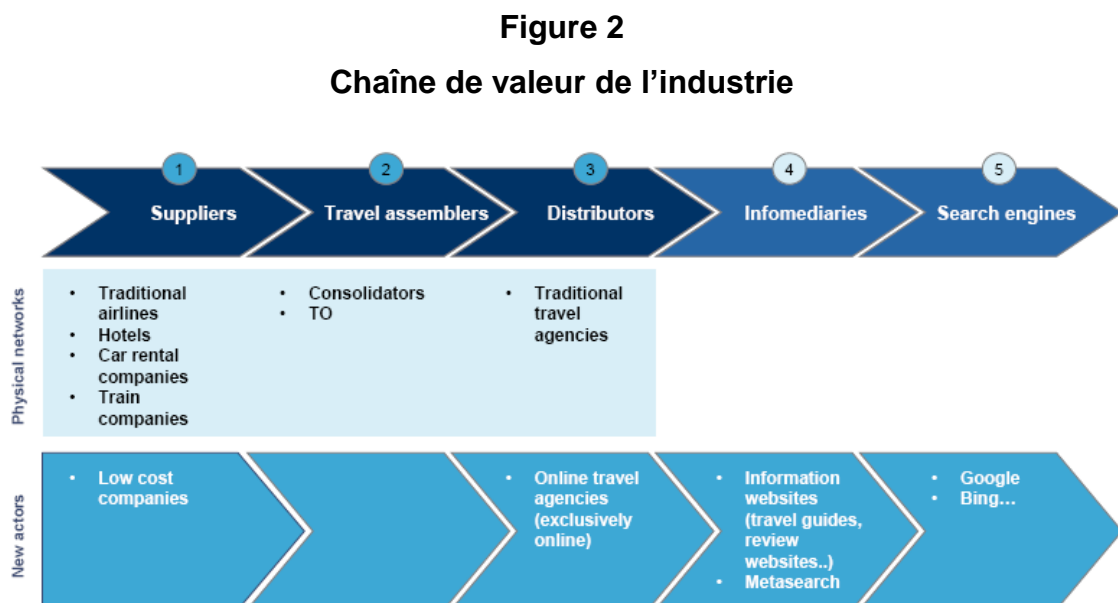 Figure 2
Chaîne de valeur de l’industrie
1
2
3
4
5
Suppliers
Travel assemblers
Distributors
Infomediaries
Search engines
Physical networks
• Traditional
airlines
• Hotels
• Car rental
companies
• Train
companies
• Consolidators
• TO
• Traditional
travel
agencies
New actors
• Low cost
companies
• Online travel
agencies
(exclusively
online)
• Information
websites
(travel guides,
review
websites..)
• Metasearch
• Google
• Bing…